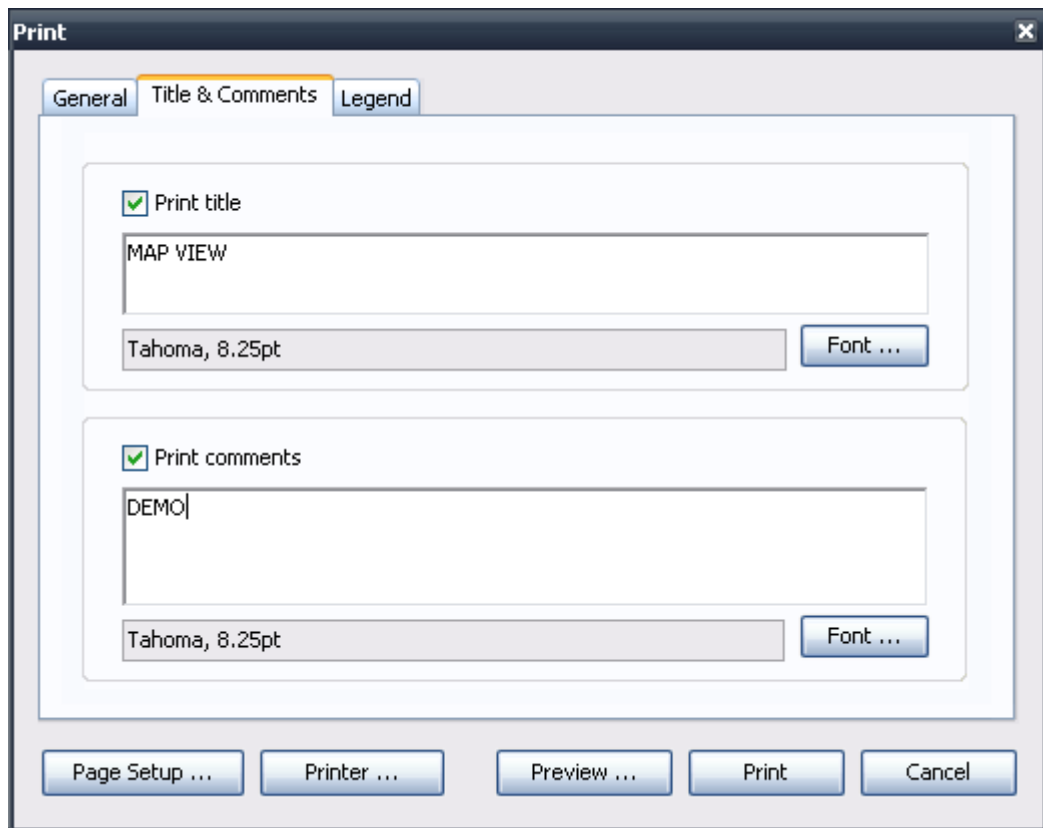 Print
General Title & Comments Legend
Print title
MAP VIEW
Tahoma, 8.25pt Font ...
Print comments
DEMO
Tahoma, 8.25pt Font ...
Page Setup ... Printer ... Preview ... Print Cancel